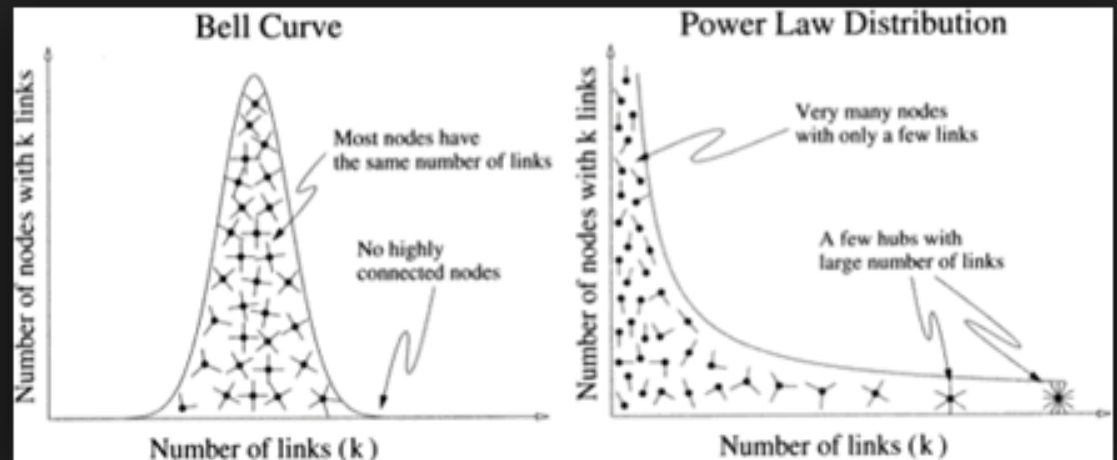 Bell Curve
Number of nodes with k links
Most nodes have
the same number of links
No highly
connected nodes
Number of links (k)
Power Law Distribution
Number of nodes with k links
Very many nodes
with only a few links
A few hubs with
large number of links
Number of links (k)